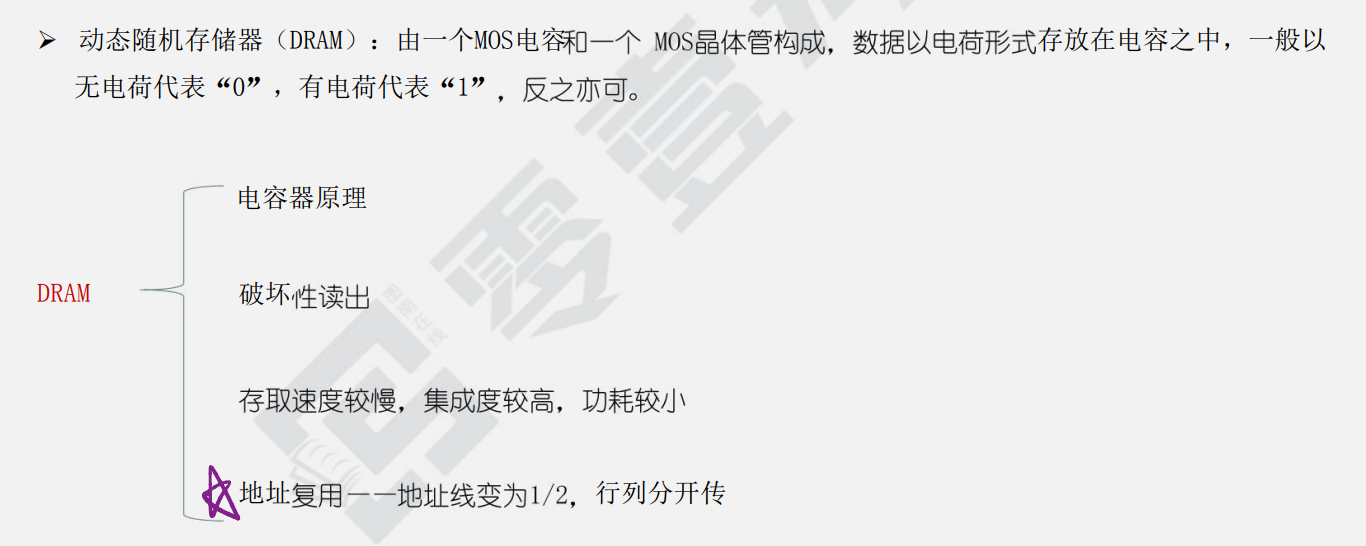 ➢ 动态随机存储器（DRAM）：由一个MOS电容和一个 MOS晶体管构成，数据以电荷形式存放在电容之中，一般以
无电荷代表“0”，有电荷代表“1”，反之亦可。
电容器原理
DRAM
破坏性读出
存取速度较慢，集成度较高，功耗较小
地址复用——地址线变为1/2，行列分开传
零壹